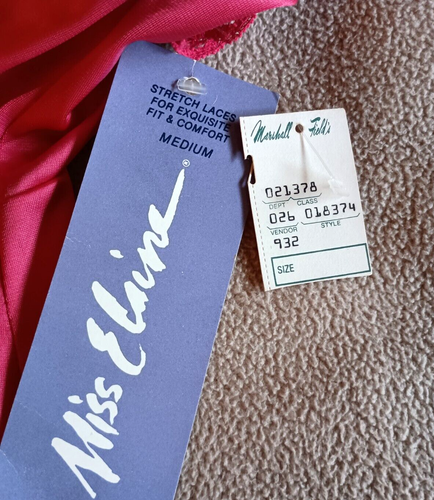 STRETCH LACES
FOR EXQUISITE
FIT & COMFORT
MEDIUM
Miss Elaine®
Marshall Field's
021378
DEPT CLASS
026 018374
VENDOR STYLE
932
SIZE